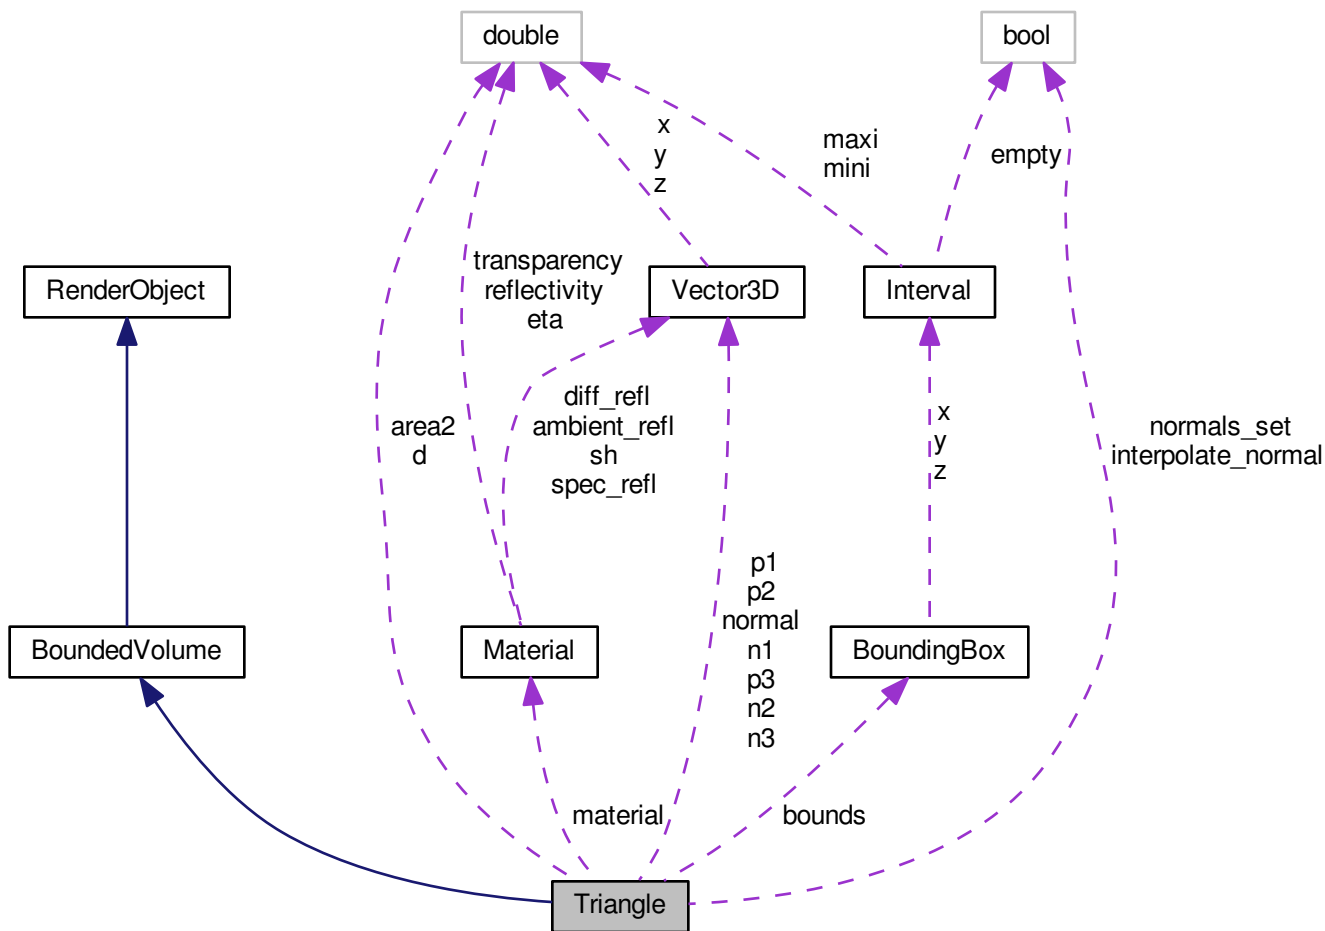 double
bool
x
y
z
maxi
mini
empty
transparency
reflectivity
eta
RenderObject
Vector3D
Interval
diff_refl
ambient_refl
sh
spec_refl
area2
d
x
y
z
normals_set
interpolate_normal
p1
p2
normal
n1
p3
n2
n3
BoundedVolume
Material
BoundingBox
material
bounds
Triangle